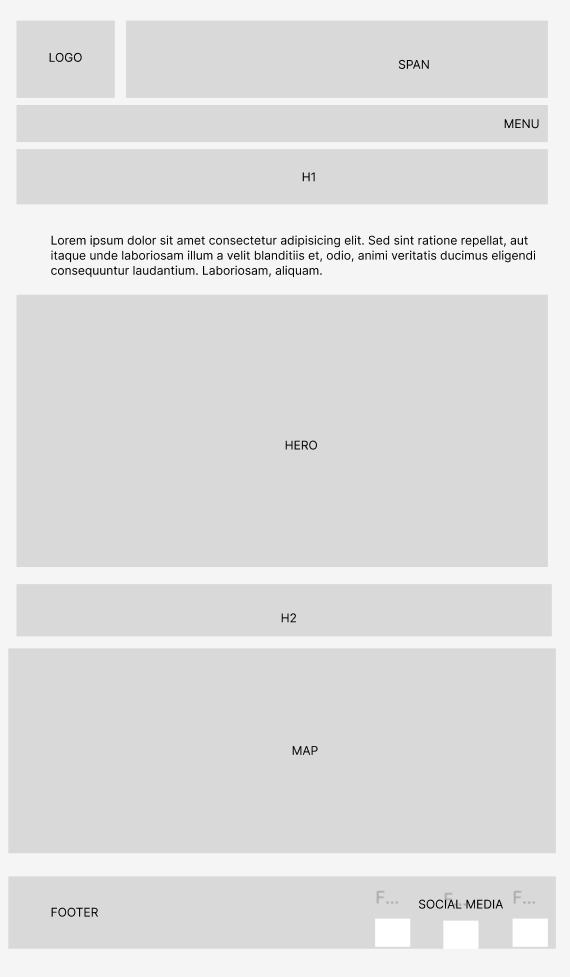 LOGO
SPAN
MENU
H1
Lorem ipsum dolor sit amet consectetur adipisicing elit. Sed sint ratione repellat, aut
itaque unde laboriosam illum a velit blanditiis et, odio, animi veritatis ducimus eligendi
consequuntur laudantium. Laboriosam, aliquam.
HERO
H2
MAP
F...
F...
F...
SOCIAL MEDIA
FOOTER